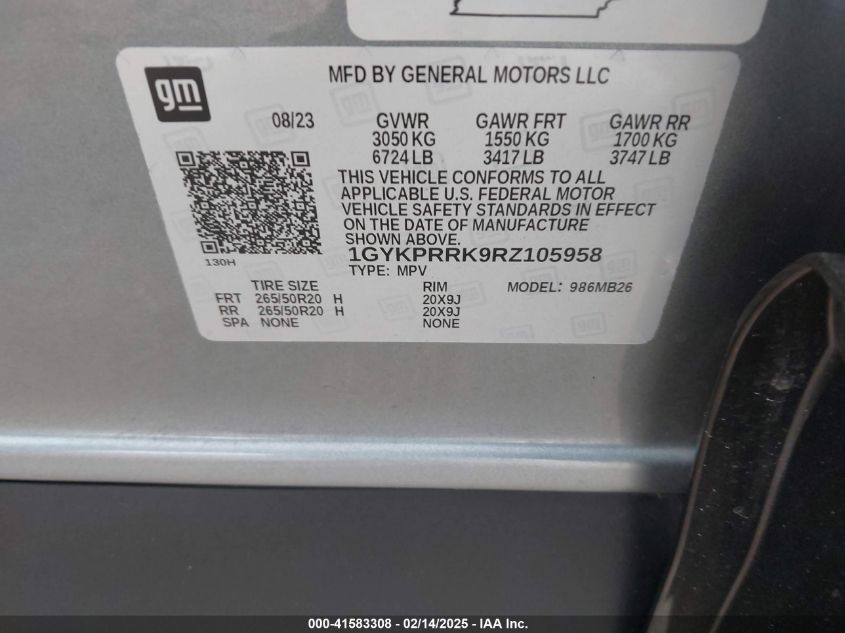 gm
MFD BY GENERAL MOTORS LLC
08/23 GVWR GAWR FRT GAWR RR
3050 KG 1550 KG 1700 KG
6724 LB 3417 LB 3747 LB
THIS VEHICLE CONFORMS TO ALL
APPLICABLE U.S. FEDERAL MOTOR
VEHICLE SAFETY STANDARDS IN EFFECT
ON THE DATE OF MANUFACTURE
SHOWN ABOVE.
130H 1GYKPRRK9RZ105958
TYPE: MPV
TIRE SIZE RIM MODEL: 986MB26
FRT 265/50R20 H 20X9J
RR 265/50R20 H 20X9J
SPA NONE NONE
000-41583308 - 02/14/2025 - IAA Inc.